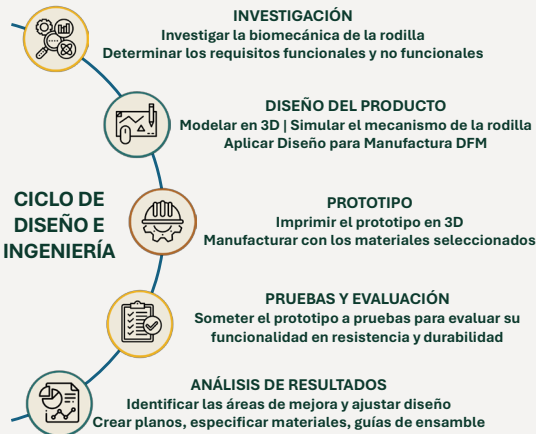 INVESTIGACIÓN
Investigar la biomecánica de la rodilla
Determinar los requisitos funcionales y no funcionales
DISEÑO DEL PRODUCTO
Modelar en 3D | Simular el mecanismo de la rodilla
Aplicar Diseño para Manufactura DFM
CICLO DE
DISEÑO E
INGENIERÍA
PROTOTIPO
Imprimir el prototipo en 3D
Manufacturar con los materiales seleccionados
PRUEBAS Y EVALUACIÓN
Someter el prototipo a pruebas para evaluar su
funcionalidad en resistencia y durabilidad
ANÁLISIS DE RESULTADOS
Identificar las áreas de mejora y ajustar diseño
Crear planos, especificar materiales, guías de ensamble